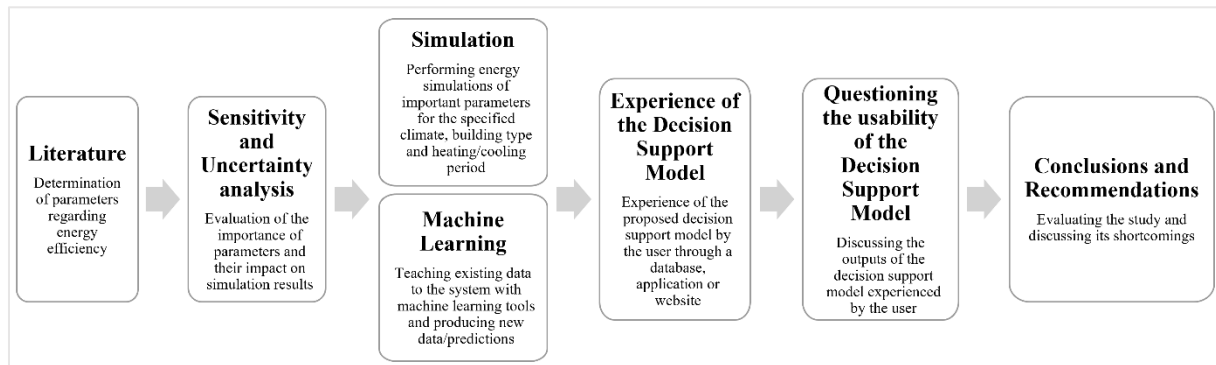 Literature
Determination
of parameters
regarding
energy
efficiency
Sensitivity
and
Uncertainty
analysis
Evaluation of the
importance of
parameters and
their impact on
simulation results
Simulation
Performing energy
simulations of
important parameters
for the specified
climate, building type
and heating/cooling
period
Machine
Learning
Teaching existing data
to the system with
machine learning tools
and producing new
data/predictions
Experience of
the Decision
Support
Model
Experience of the
proposed decision
support model by
the user through a
database,
application or
website
Questioning
the usability
of the
Decision
Support
Model
Discussing the
outputs of the
decision support
model experienced
by the user
Conclusions and
Recommendations
Evaluating the study and
discussing its shortcomings